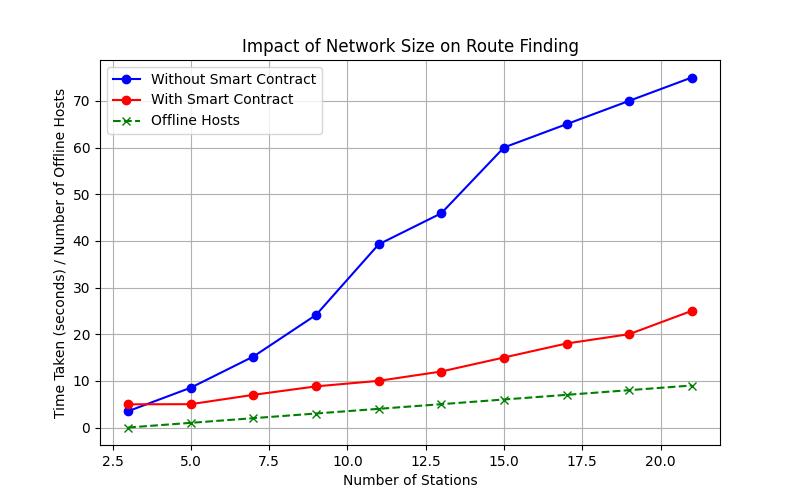 Impact of Network Size on Route Finding
Without Smart Contract
With Smart Contract
Offline Hosts
Time Taken (seconds) / Number of Offline Hosts
70
60
50
40
30
20
10
0
2.5 5.0 7.5 10.0 12.5 15.0 17.5 20.0
Number of Stations